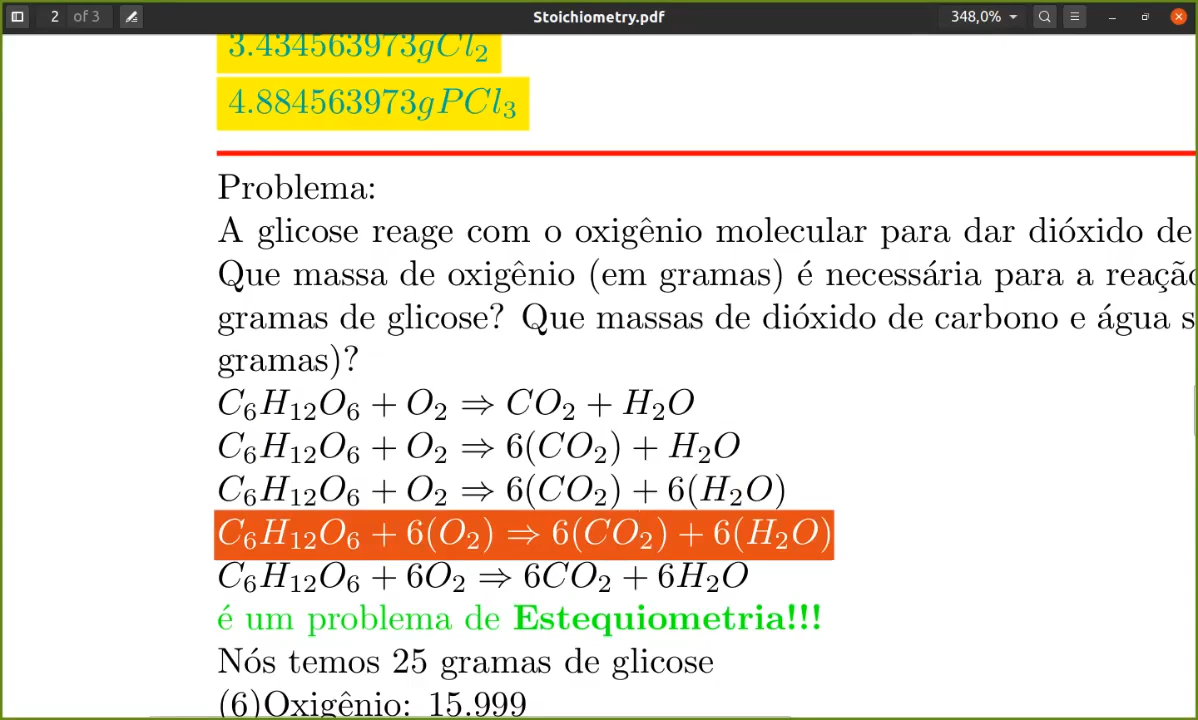 2 of 3 Stoichiometry.pdf 348,0%
3.434563973gCl₂
4.884563973gPCl₃
Problema:
A glicose reage com o oxigênio molecular para dar dióxido de
Que massa de oxigênio (em gramas) é necessária para a reação
gramas de glicose? Que massas de dióxido de carbono e água s
gramas)?
C₆H₁₂O₆ + O₂ ⇒ CO₂ + H₂O
C₆H₁₂O₆ + O₂ ⇒ 6(CO₂) + H₂O
C₆H₁₂O₆ + O₂ ⇒ 6(CO₂) + 6(H₂O)
C₆H₁₂O₆ + 6(O₂) ⇒ 6(CO₂) + 6(H₂O)
C₆H₁₂O₆ + 6O₂ ⇒ 6CO₂ + 6H₂O
é um problema de Estequiometria!!!
Nós temos 25 gramas de glicose
(6)Oxigênio: 15.999